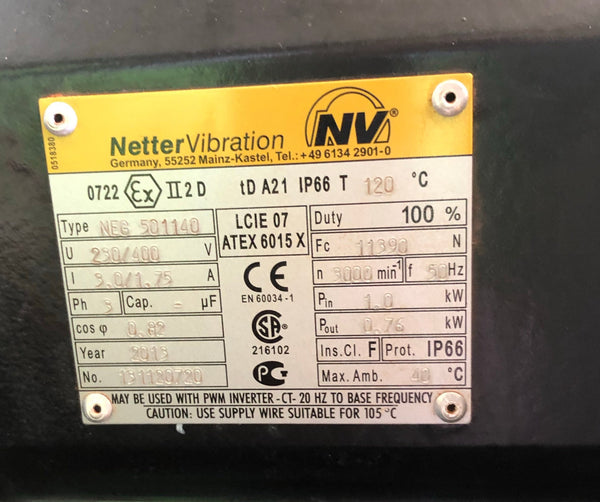 NV®
NetterVibration
Germany, 55252 Mainz-Kastel, Tel.: +49 6134 2901-0
0518380
0722 Ex II 2 D tD A21 IP66 T 120 °C
Type NEG 501140
U 230/400 V
I 3.0/1.75 A
Ph 3 Cap. - µF
cos φ 0.82
Year 2013
No. 131120720
LCIE 07
ATEX 6015 X
CE
EN 60034-1
SA
216102
PC
Duty 100 %
Fc 11390 N
n 3000 min-1 f 50Hz
Pin 1.0 kW
Pout 0.76 kW
Ins.Cl. F Prot. IP66
Max. Amb. 40 °C
MAY BE USED WITH PWM INVERTER -CT- 20 HZ TO BASE FREQUENCY
CAUTION: USE SUPPLY WIRE SUITABLE FOR 105 °C